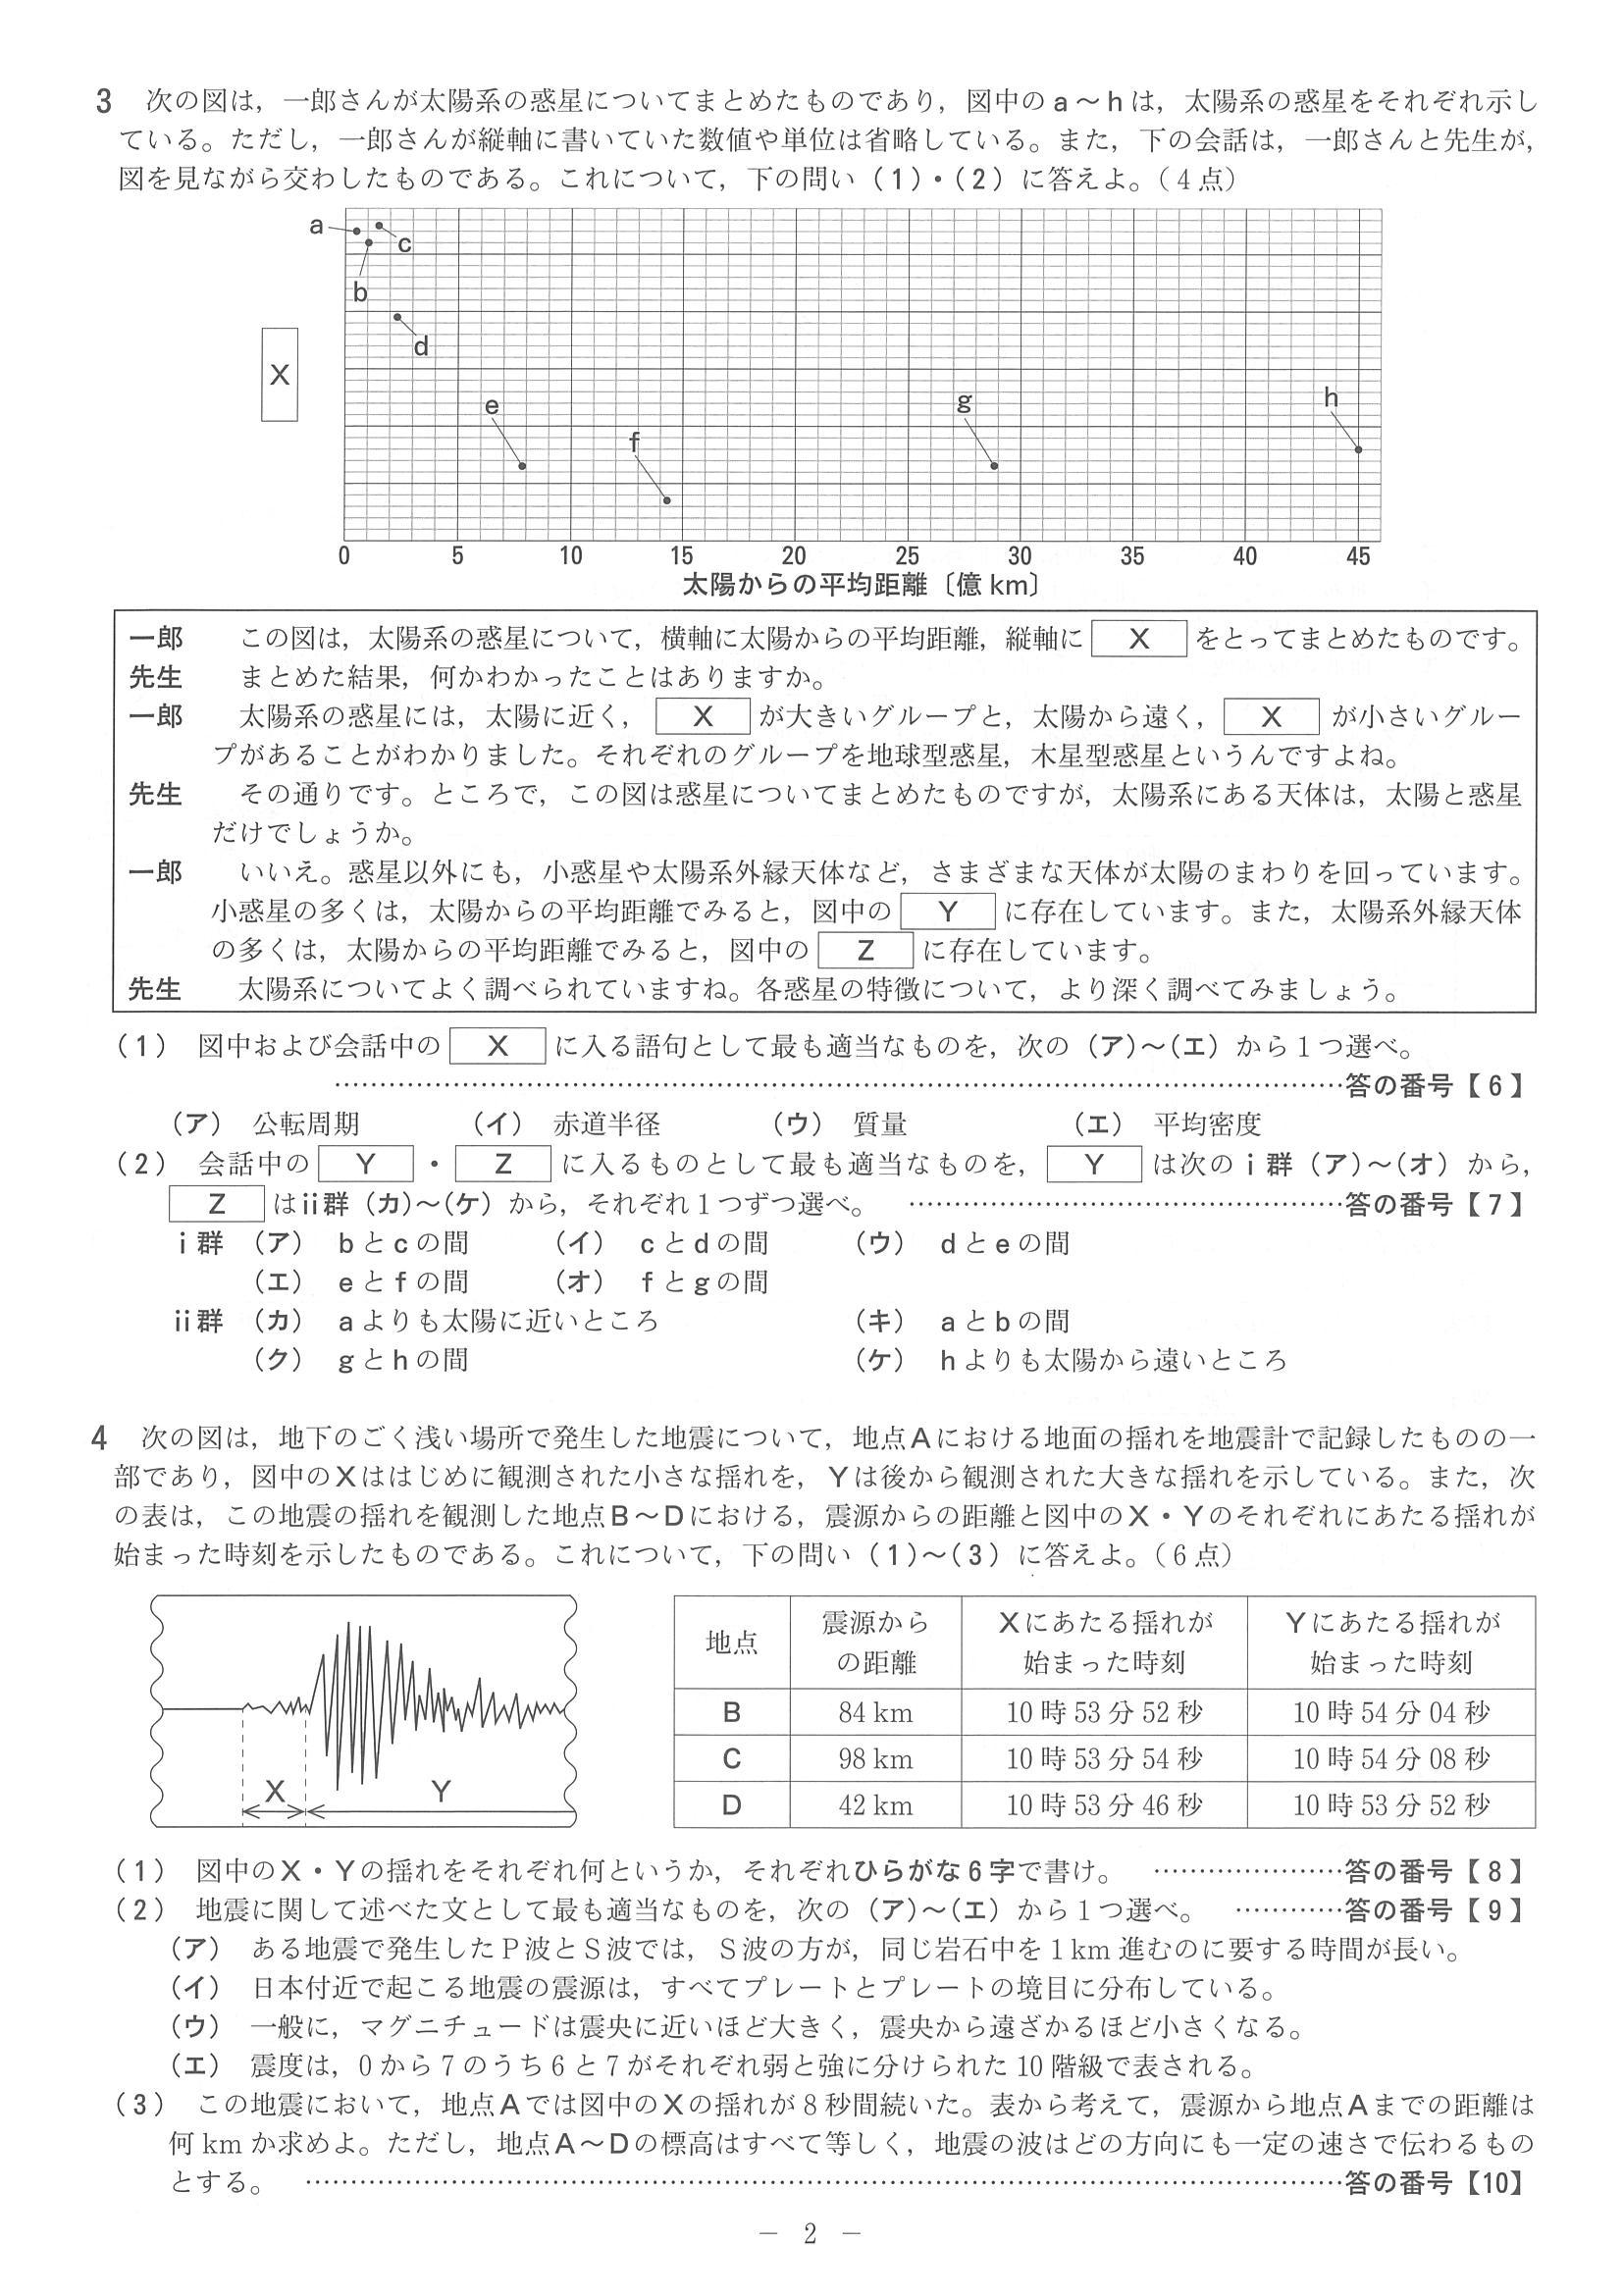 3　次の図は，一郎さんが太陽系の惑星についてまとめたものであり，図中のa～hは，太陽系の惑星をそれぞれ示し
ている。ただし，一郎さんが縦軸に書いていた数値や単位は省略している。また，下の会話は，一郎さんと先生が，
図を見ながら交わしたものである。これについて，下の問い（1）・（2）に答えよ。（4点）
a
c
b
d
X
e
f
g
h
0 5 10 15 20 25 30 35 40 45
太陽からの平均距離〔億km〕
一郎　この図は，太陽系の惑星について，横軸に太陽からの平均距離，縦軸に X をとってまとめたものです。
先生　まとめた結果，何かわかったことはありますか。
一郎　太陽系の惑星には，太陽に近く， X が大きいグループと，太陽から遠く， X が小さいグルー
プがあることがわかりました。それぞれのグループを地球型惑星，木星型惑星というんですよね。
先生　その通りです。ところで，この図は惑星についてまとめたものですが，太陽系にある天体は，太陽と惑星
だけでしょうか。
一郎　いいえ。惑星以外にも，小惑星や太陽系外縁天体など，さまざまな天体が太陽のまわりを回っています。
小惑星の多くは，太陽からの平均距離でみると，図中の Y に存在しています。また，太陽系外縁天体
の多くは，太陽からの平均距離でみると，図中の Z に存在しています。
先生　太陽系についてよく調べられていますね。各惑星の特徴について，より深く調べてみましょう。
（1）　図中および会話中の X に入る語句として最も適当なものを，次の（ア）～（エ）から1つ選べ。
……………………答の番号【6】
（ア）　公転周期　（イ）　赤道半径　（ウ）　質量　（エ）　平均密度
（2）　会話中の Y ・ Z に入るものとして最も適当なものを， Y は次のⅰ群（ア）～（オ）から，
Z はⅱ群（カ）～（ケ）から，それぞれ1つずつ選べ。　……………………答の番号【7】
ⅰ群　（ア）　bとcの間　（イ）　cとdの間　（ウ）　dとeの間
（エ）　eとfの間　（オ）　fとgの間
ⅱ群　（カ）　aよりも太陽に近いところ　（キ）　aとbの間
（ク）　gとhの間　（ケ）　hよりも太陽から遠いところ
4　次の図は，地下のごく浅い場所で発生した地震について，地点Aにおける地面の揺れを地震計で記録したものの一
部であり，図中のXははじめに観測された小さな揺れを，Yは後から観測された大きな揺れを示している。また，次
の表は，この地震の揺れを観測した地点B～Dにおける，震源からの距離と図中のX・Yのそれぞれにあたる揺れが
始まった時刻を示したものである。これについて，下の問い（1）～（3）に答えよ。（6点）
X Y
地点　震源からの距離　Xにあたる揺れが始まった時刻　Yにあたる揺れが始まった時刻
B　84 km　10時53分52秒　10時54分04秒
C　98 km　10時53分54秒　10時54分08秒
D　42 km　10時53分46秒　10時53分52秒
（1）　図中のX・Yの揺れをそれぞれ何というか，それぞれひらがな6字で書け。　…………………答の番号【8】
（2）　地震に関して述べた文として最も適当なものを，次の（ア）～（エ）から1つ選べ。　…………答の番号【9】
（ア）　ある地震で発生したP波とS波では，S波の方が，同じ岩石中を1km進むのに要する時間が長い。
（イ）　日本付近で起こる地震の震源は，すべてプレートとプレートの境目に分布している。
（ウ）　一般に，マグニチュードは震央に近いほど大きく，震央から遠ざかるほど小さくなる。
（エ）　震度は，0から7のうち6と7がそれぞれ弱と強に分けられた10階級で表される。
（3）　この地震において，地点Aでは図中のXの揺れが8秒間続いた。表から考えて，震源から地点Aまでの距離は
何kmか求めよ。ただし，地点A～Dの標高はすべて等しく，地震の波はどの方向にも一定の速さで伝わるもの
とする。　……………………答の番号【10】
－ 2 －